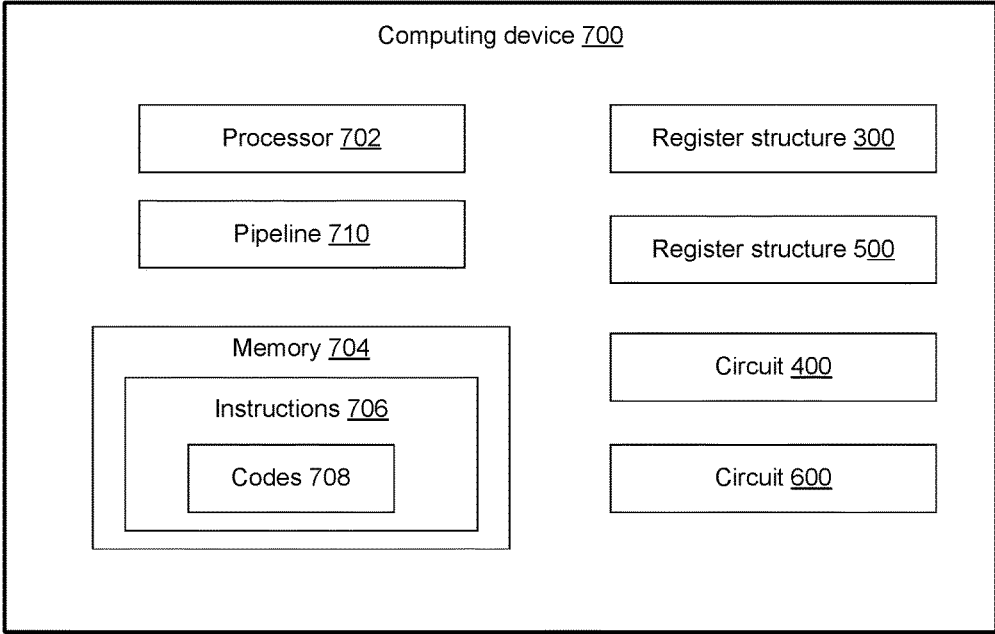 Computing device 700
Processor 702
Pipeline 710
Memory 704
Instructions 706
Codes 708
Register structure 300
Register structure 500
Circuit 400
Circuit 600